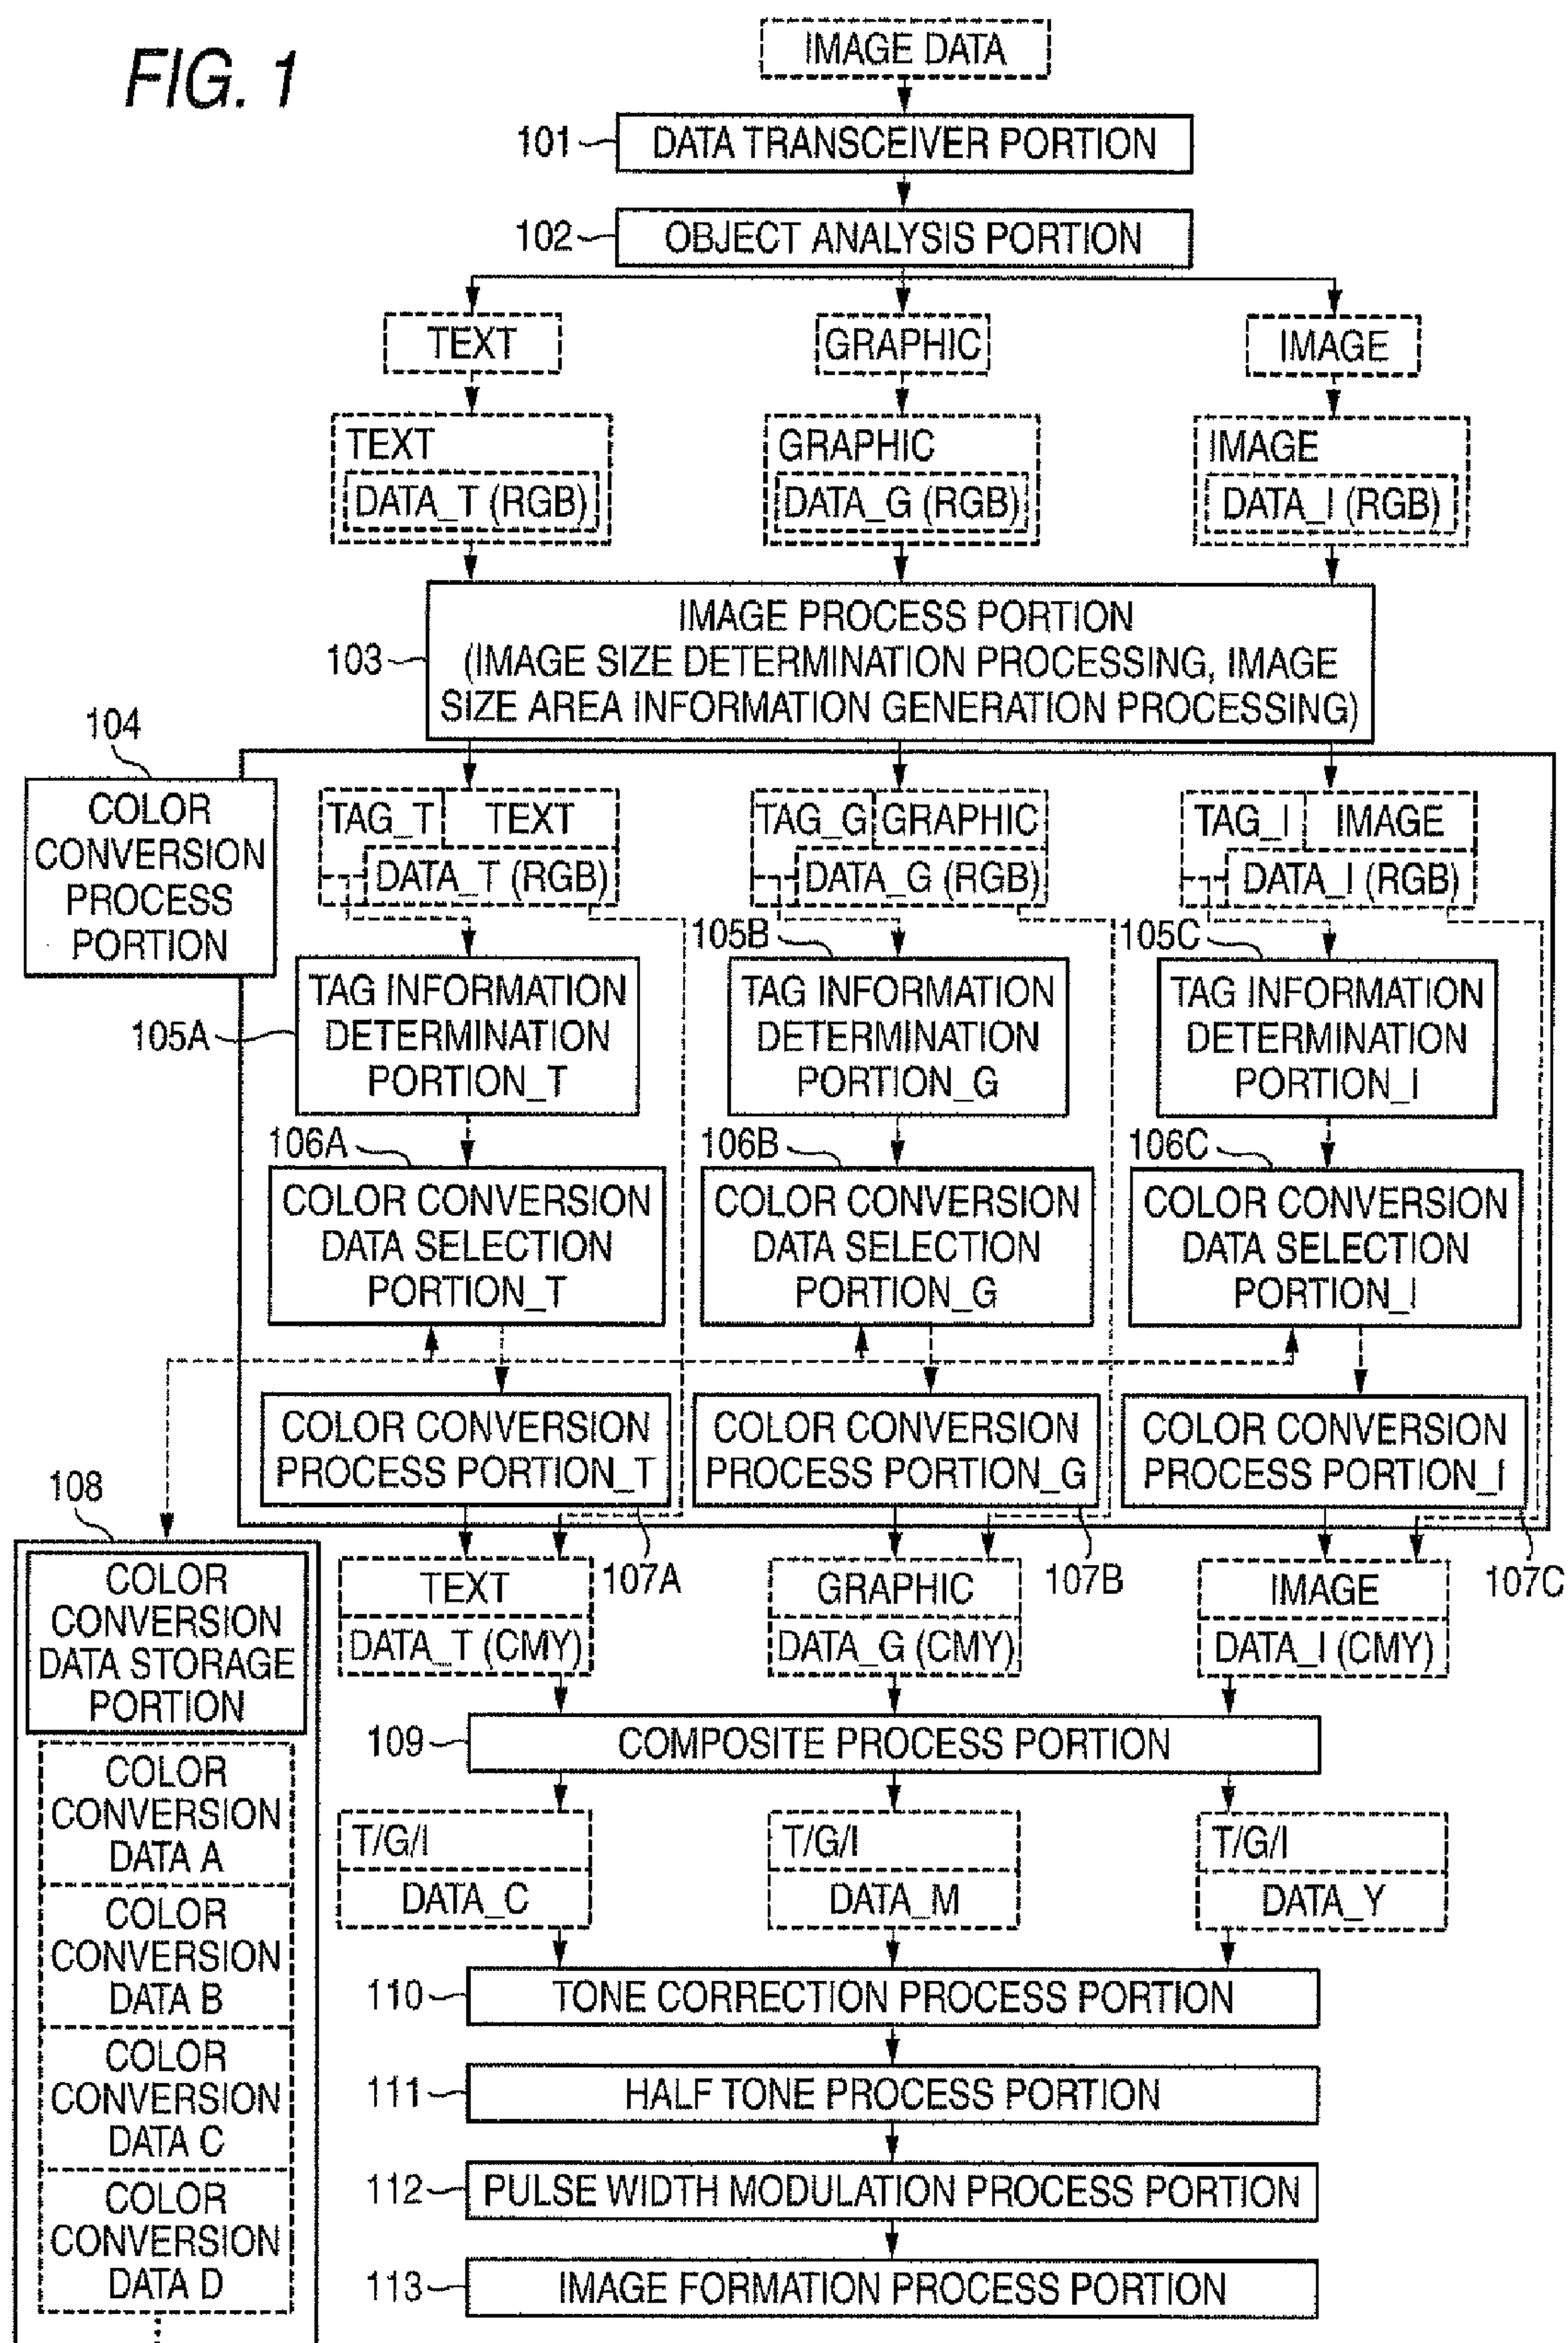 FIG. 1
IMAGE DATA
101
DATA TRANSCEIVER PORTION
102
OBJECT ANALYSIS PORTION
TEXT
GRAPHIC
IMAGE
TEXT
DATA_T (RGB)
GRAPHIC
DATA_G (RGB)
IMAGE
DATA_I (RGB)
103
IMAGE PROCESS PORTION
(IMAGE SIZE DETERMINATION PROCESSING, IMAGE
SIZE AREA INFORMATION GENERATION PROCESSING)
104
COLOR
CONVERSION
PROCESS
PORTION
TAG_T TEXT
DATA_T (RGB)
TAG_G GRAPHIC
DATA_G (RGB)
TAG_I IMAGE
DATA_I (RGB)
105A
TAG INFORMATION
DETERMINATION
PORTION_T
105B
TAG INFORMATION
DETERMINATION
PORTION_G
105C
TAG INFORMATION
DETERMINATION
PORTION_I
106A
COLOR CONVERSION
DATA SELECTION
PORTION_T
106B
COLOR CONVERSION
DATA SELECTION
PORTION_G
106C
COLOR CONVERSION
DATA SELECTION
PORTION_I
COLOR CONVERSION
PROCESS PORTION_T
107A
COLOR CONVERSION
PROCESS PORTION_G
107B
COLOR CONVERSION
PROCESS PORTION_I
107C
108
COLOR
CONVERSION
DATA STORAGE
PORTION
COLOR
CONVERSION
DATA A
COLOR
CONVERSION
DATA B
COLOR
CONVERSION
DATA C
COLOR
CONVERSION
DATA D
TEXT
DATA_T (CMY)
GRAPHIC
DATA_G (CMY)
IMAGE
DATA_I (CMY)
109
COMPOSITE PROCESS PORTION
T/G/I
DATA_C
T/G/I
DATA_M
T/G/I
DATA_Y
110
TONE CORRECTION PROCESS PORTION
111
HALF TONE PROCESS PORTION
112
PULSE WIDTH MODULATION PROCESS PORTION
113
IMAGE FORMATION PROCESS PORTION